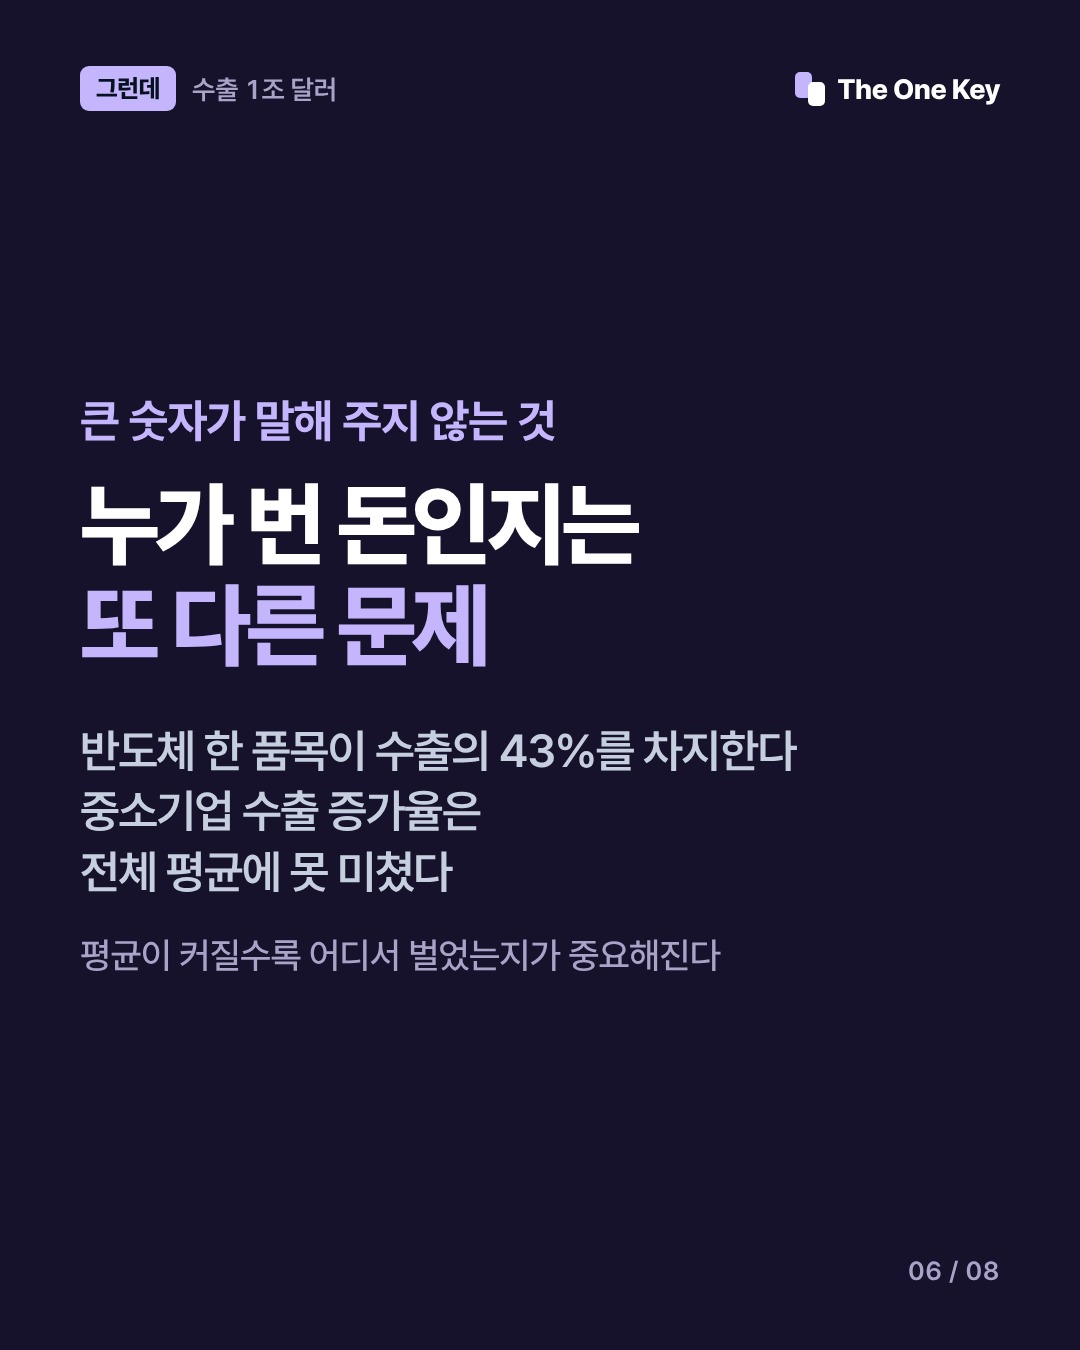 그런데 수출 1조 달러
The One Key
큰 숫자가 말해 주지 않는 것
누가 번 돈인지는
또 다른 문제
반도체 한 품목이 수출의 43%를 차지한다
중소기업 수출 증가율은
전체 평균에 못 미쳤다
평균이 커질수록 어디서 벌었는지가 중요해진다
06 / 08